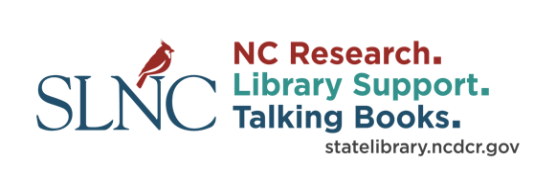 SLNC
NC Research.
Library Support.
Talking Books.
statelibrary.ncdcr.gov